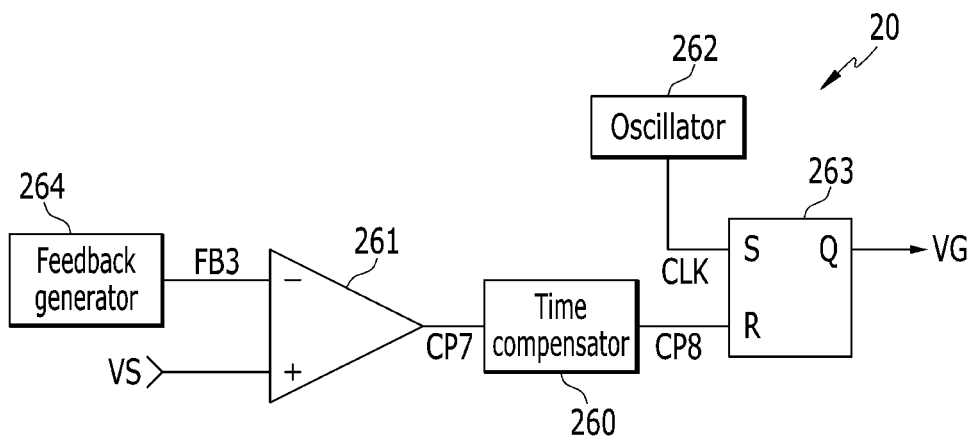 20
262
Oscillator
264
263
Feedback
generator
FB3
261
−
+
VS
CP7
Time
compensator
260
CP8
CLK
S
Q
R
VG